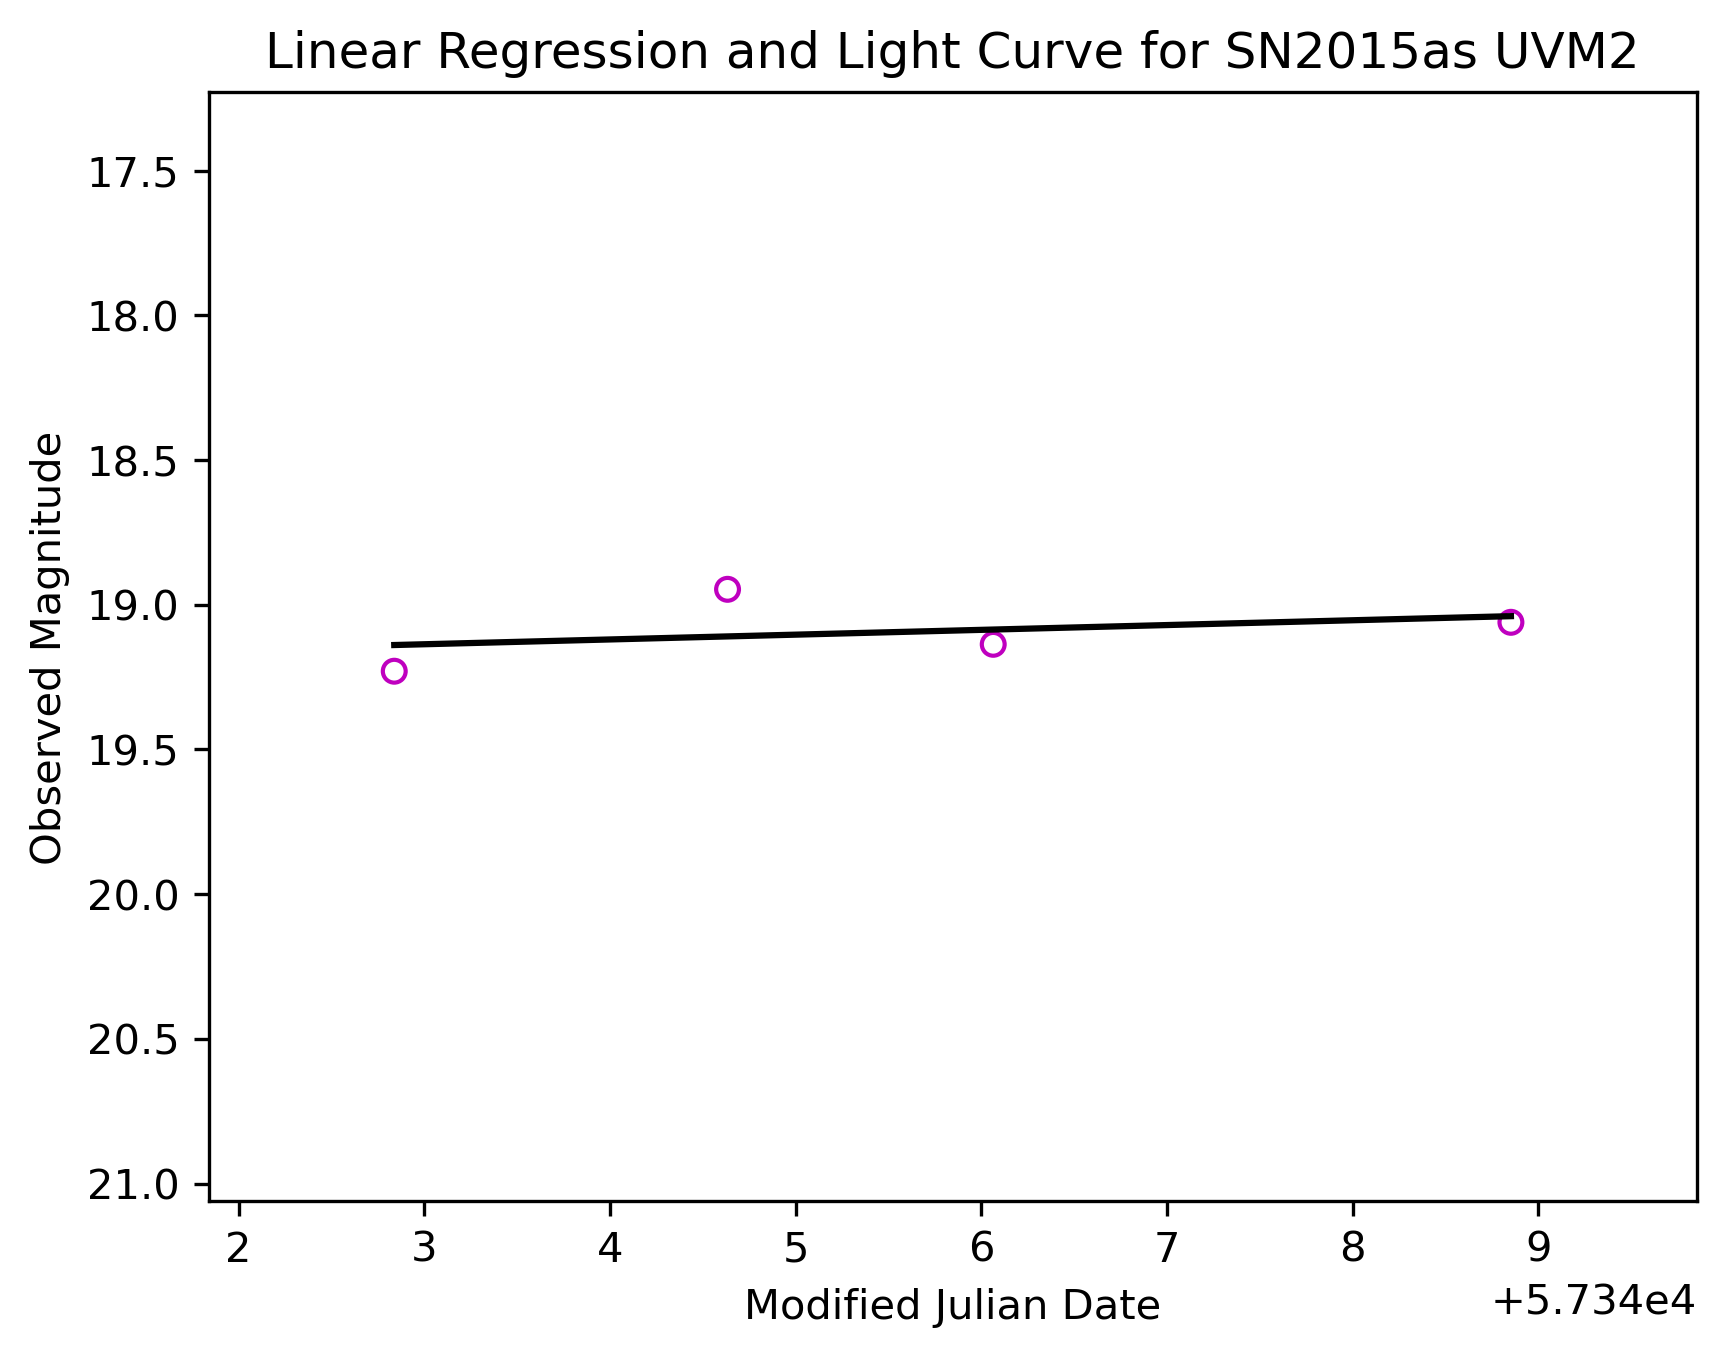 Linear Regression and Light Curve for SN2015as UVM2
17.5
18.0
18.5
19.0
19.5
20.0
20.5
21.0
Observed Magnitude
2 3 4 5 6 7 8 9
+5.734e4
Modified Julian Date